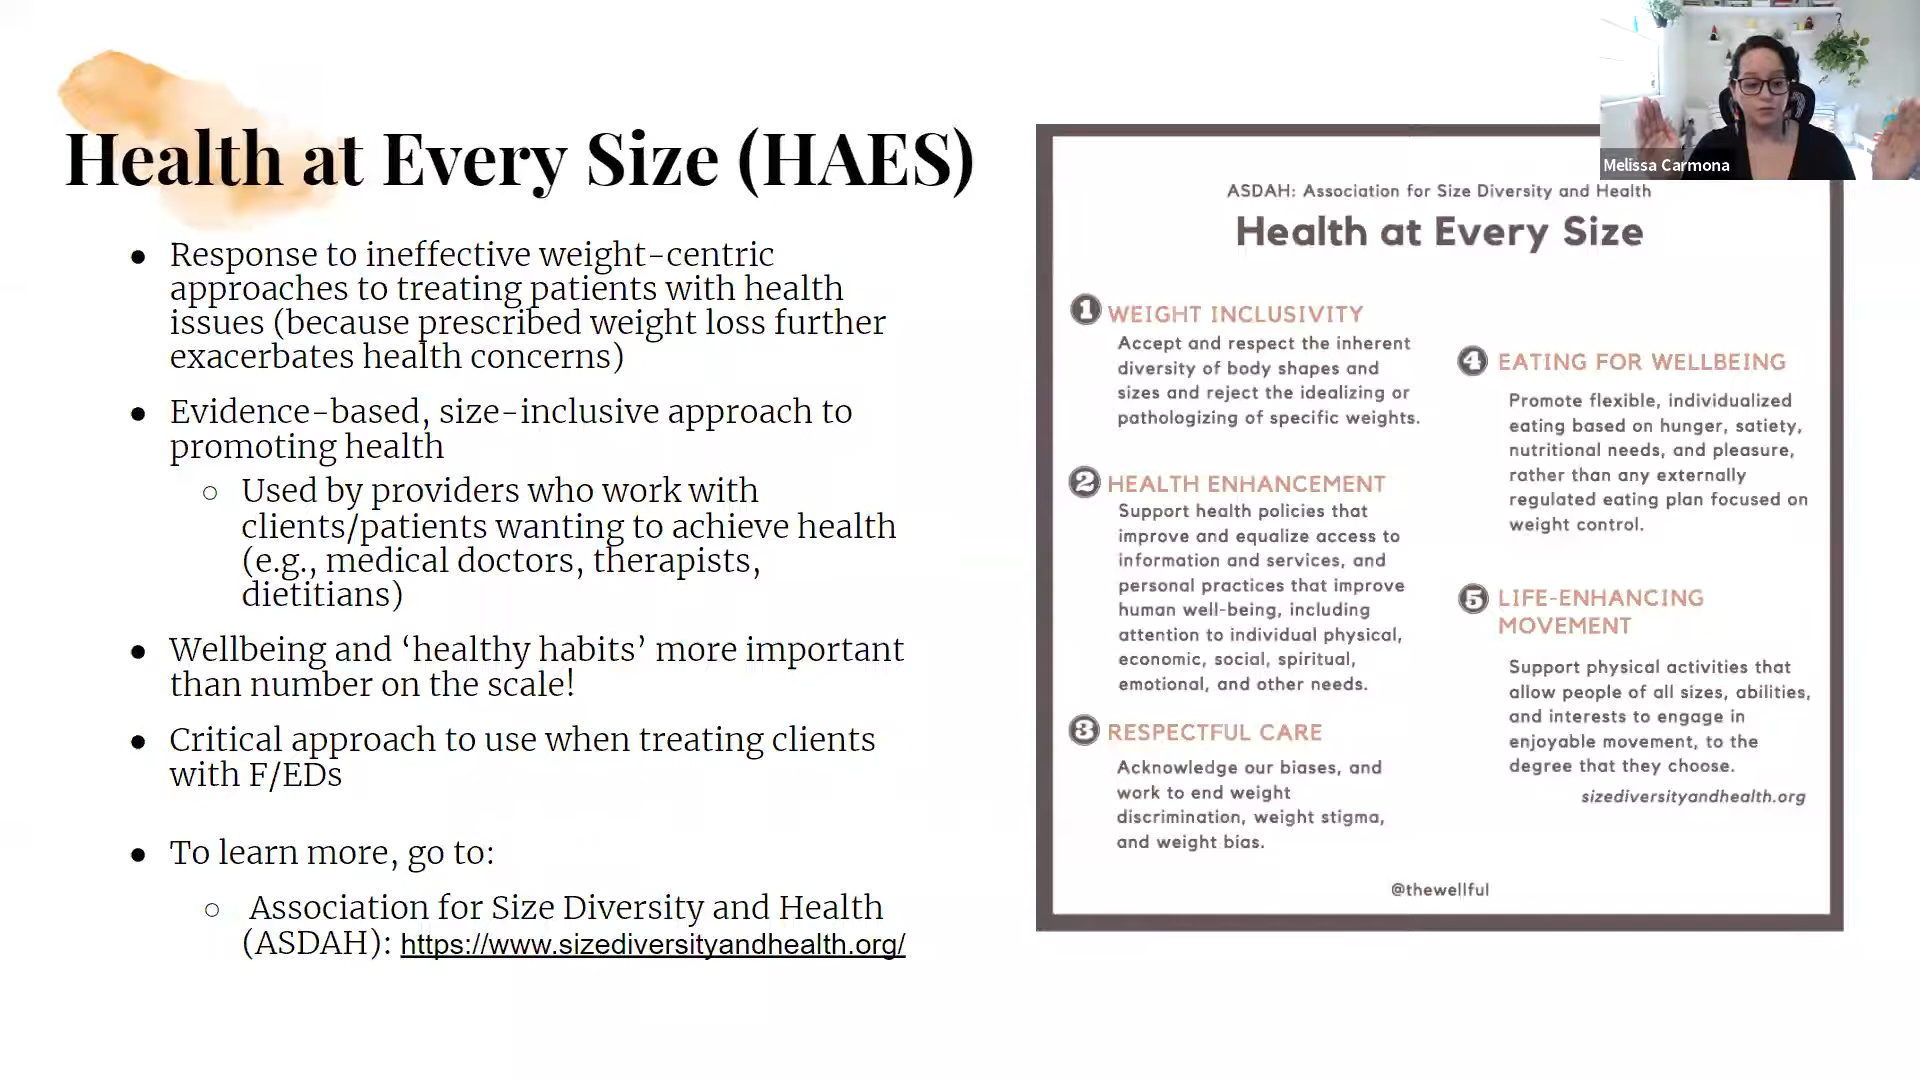 Health at Every Size (HAES)
● Response to ineffective weight-centric
approaches to treating patients with health
issues (because prescribed weight loss further
exacerbates health concerns)
● Evidence-based, size-inclusive approach to
promoting health
○ Used by providers who work with
clients/patients wanting to achieve health
(e.g., medical doctors, therapists,
dietitians)
● Wellbeing and ‘healthy habits’ more important
than number on the scale!
● Critical approach to use when treating clients
with F/EDs
● To learn more, go to:
○ Association for Size Diversity and Health
(ASDAH): https://www.sizediversityandhealth.org/
Melissa Carmona
ASDAH: Association for Size Diversity and Health
Health at Every Size
1 WEIGHT INCLUSIVITY
Accept and respect the inherent
diversity of body shapes and
sizes and reject the idealizing or
pathologizing of specific weights.
2 HEALTH ENHANCEMENT
Support health policies that
improve and equalize access to
information and services, and
personal practices that improve
human well-being, including
attention to individual physical,
economic, social, spiritual,
emotional, and other needs.
3 RESPECTFUL CARE
Acknowledge our biases, and
work to end weight
discrimination, weight stigma,
and weight bias.
4 EATING FOR WELLBEING
Promote flexible, individualized
eating based on hunger, satiety,
nutritional needs, and pleasure,
rather than any externally
regulated eating plan focused on
weight control.
5 LIFE-ENHANCING
MOVEMENT
Support physical activities that
allow people of all sizes, abilities,
and interests to engage in
enjoyable movement, to the
degree that they choose.
sizediversityandhealth.org
@thewellful